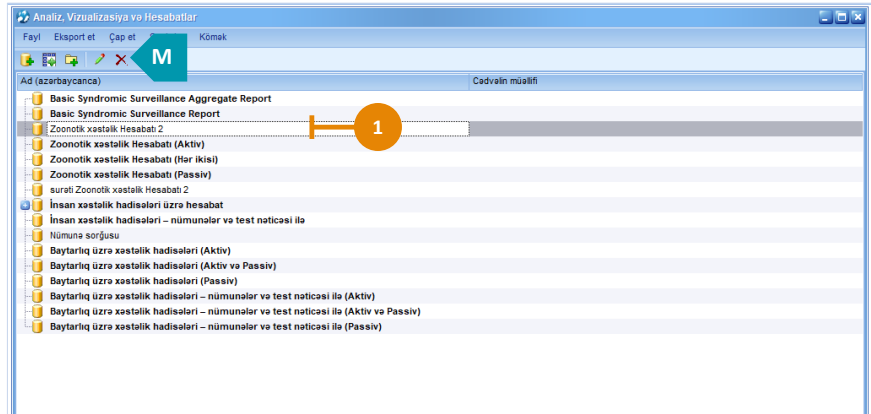 Analiz, Vizualizasiya və Hesabatlar
Fayl Eksport et Çap et Kömək
M
Ad (azərbaycanca) Cədvəlin müəllifi
Basic Syndromic Surveillance Aggregate Report
Basic Syndromic Surveillance Report
Zoonotik xəstəlik Hesabatı 2
1
Zoonotik xəstəlik Hesabatı (Aktiv)
Zoonotik xəstəlik Hesabatı (Hər ikisi)
Zoonotik xəstəlik Hesabatı (Passiv)
surəti Zoonotik xəstəlik Hesabatı 2
İnsan xəstəlik hadisələri üzrə hesabat
İnsan xəstəlik hadisələri – nümunələr və test nəticəsi ilə
Nümunə sorğusu
Baytarlıq üzrə xəstəlik hadisələri (Aktiv)
Baytarlıq üzrə xəstəlik hadisələri (Aktiv və Passiv)
Baytarlıq üzrə xəstəlik hadisələri (Passiv)
Baytarlıq üzrə xəstəlik hadisələri – nümunələr və test nəticəsi ilə (Aktiv)
Baytarlıq üzrə xəstəlik hadisələri – nümunələr və test nəticəsi ilə (Aktiv və Passiv)
Baytarlıq üzrə xəstəlik hadisələri – nümunələr və test nəticəsi ilə (Passiv)